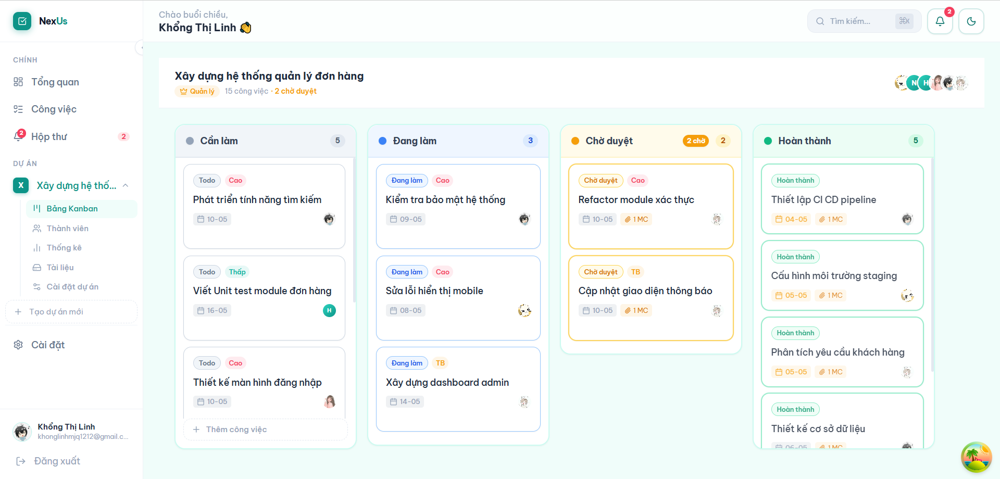 NexUs
CHÍNH
Tổng quan
Công việc
2
Hộp thư
2
DỰ ÁN
X
Xây dựng hệ thố...
Bảng Kanban
Thành viên
Thống kê
Tài liệu
Cài đặt dự án
Tạo dự án mới
Cài đặt
Khổng Thị Linh
khonglinhmjq1212@gmail.c...
Đăng xuất
Chào buổi chiều,
Khổng Thị Linh 👋
Tìm kiếm...
⌘K
2
Xây dựng hệ thống quản lý đơn hàng
Quản lý
15 công việc · 2 chờ duyệt
N
H
Cần làm
5
Todo
Cao
Phát triển tính năng tìm kiếm
10-05
Todo
Thấp
Viết Unit test module đơn hàng
16-05
H
Todo
Cao
Thiết kế màn hình đăng nhập
10-05
Thêm công việc
Đang làm
3
Đang làm
Cao
Kiểm tra bảo mật hệ thống
09-05
Đang làm
Cao
Sửa lỗi hiển thị mobile
08-05
Đang làm
TB
Xây dựng dashboard admin
14-05
Chờ duyệt
2 chờ
2
Chờ duyệt
Cao
Refactor module xác thực
10-05
1 MC
Chờ duyệt
TB
Cập nhật giao diện thông báo
10-05
1 MC
Hoàn thành
5
Hoàn thành
Thiết lập CI CD pipeline
04-05
1 MC
Hoàn thành
Cấu hình môi trường staging
05-05
1 MC
Hoàn thành
Phân tích yêu cầu khách hàng
05-05
1 MC
Hoàn thành
Thiết kế cơ sở dữ liệu
06-05
1 MC